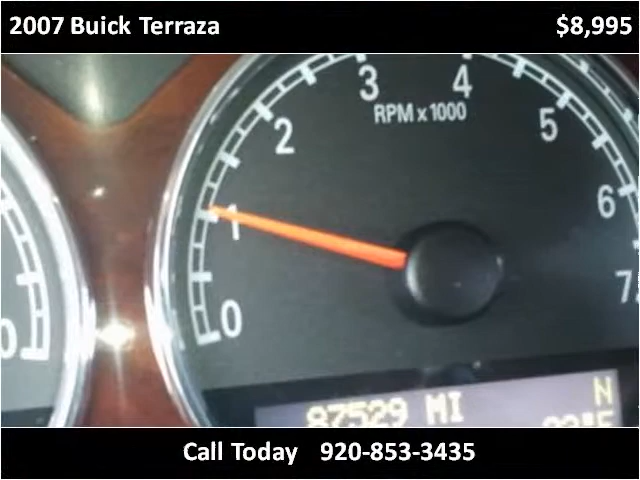 2007 Buick Terraza $8,995
3 4
RPM x 1000
2 5
1 6
0 7
0
87529 MI N
Call Today 920-853-3435